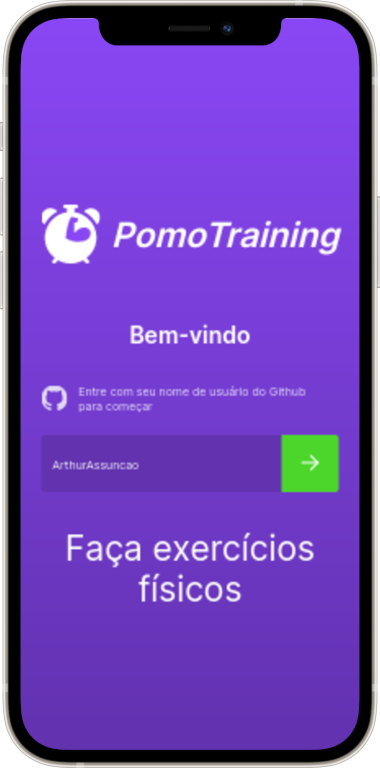 PomoTraining
Bem-vindo
Entre com seu nome de usuário do Github
para começar
ArthurAssuncao
Faça exercícios
físicos